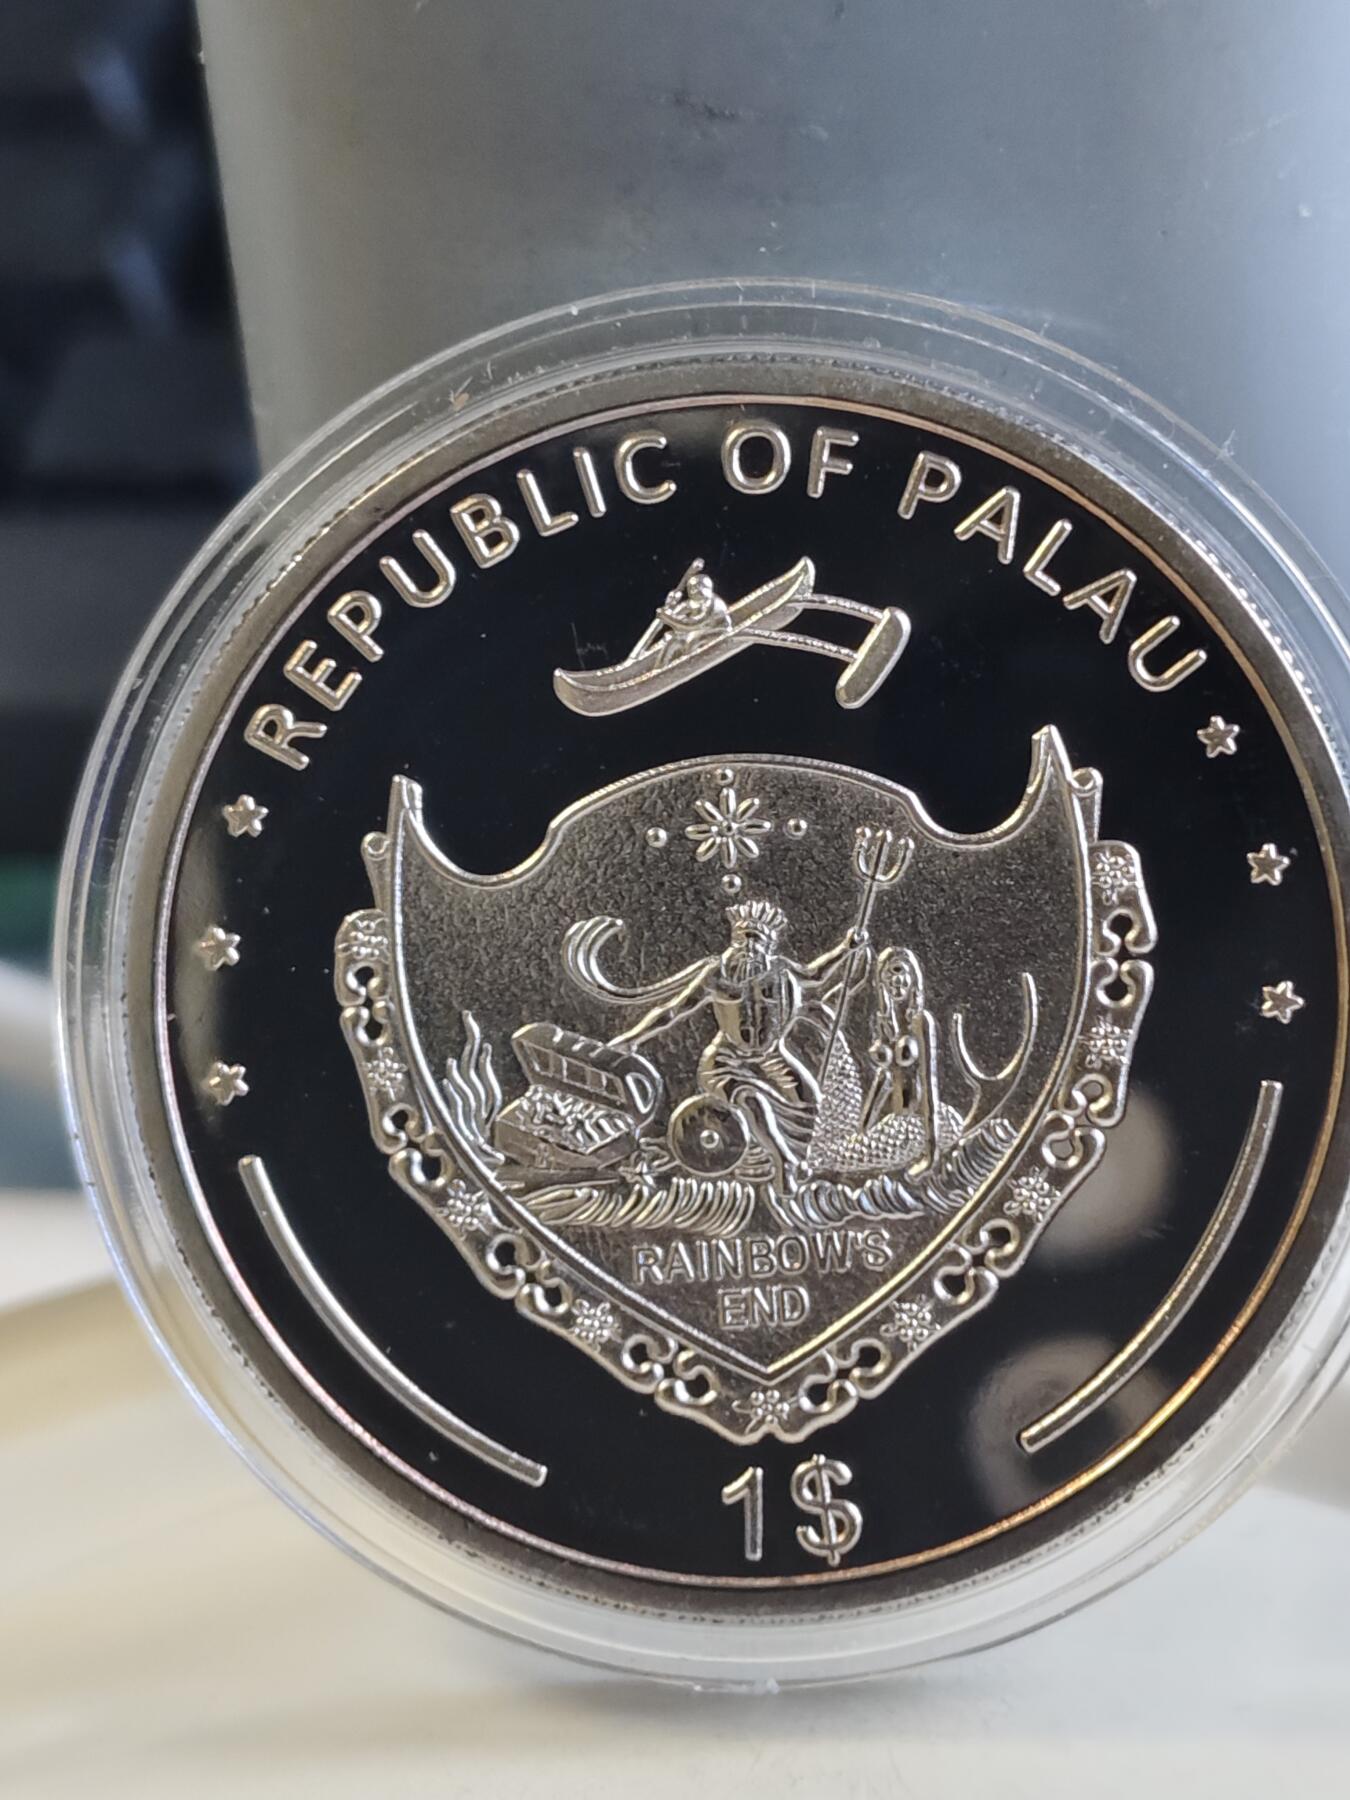 REPUBLIC OF PALAU
RAINBOW'S
END
1$